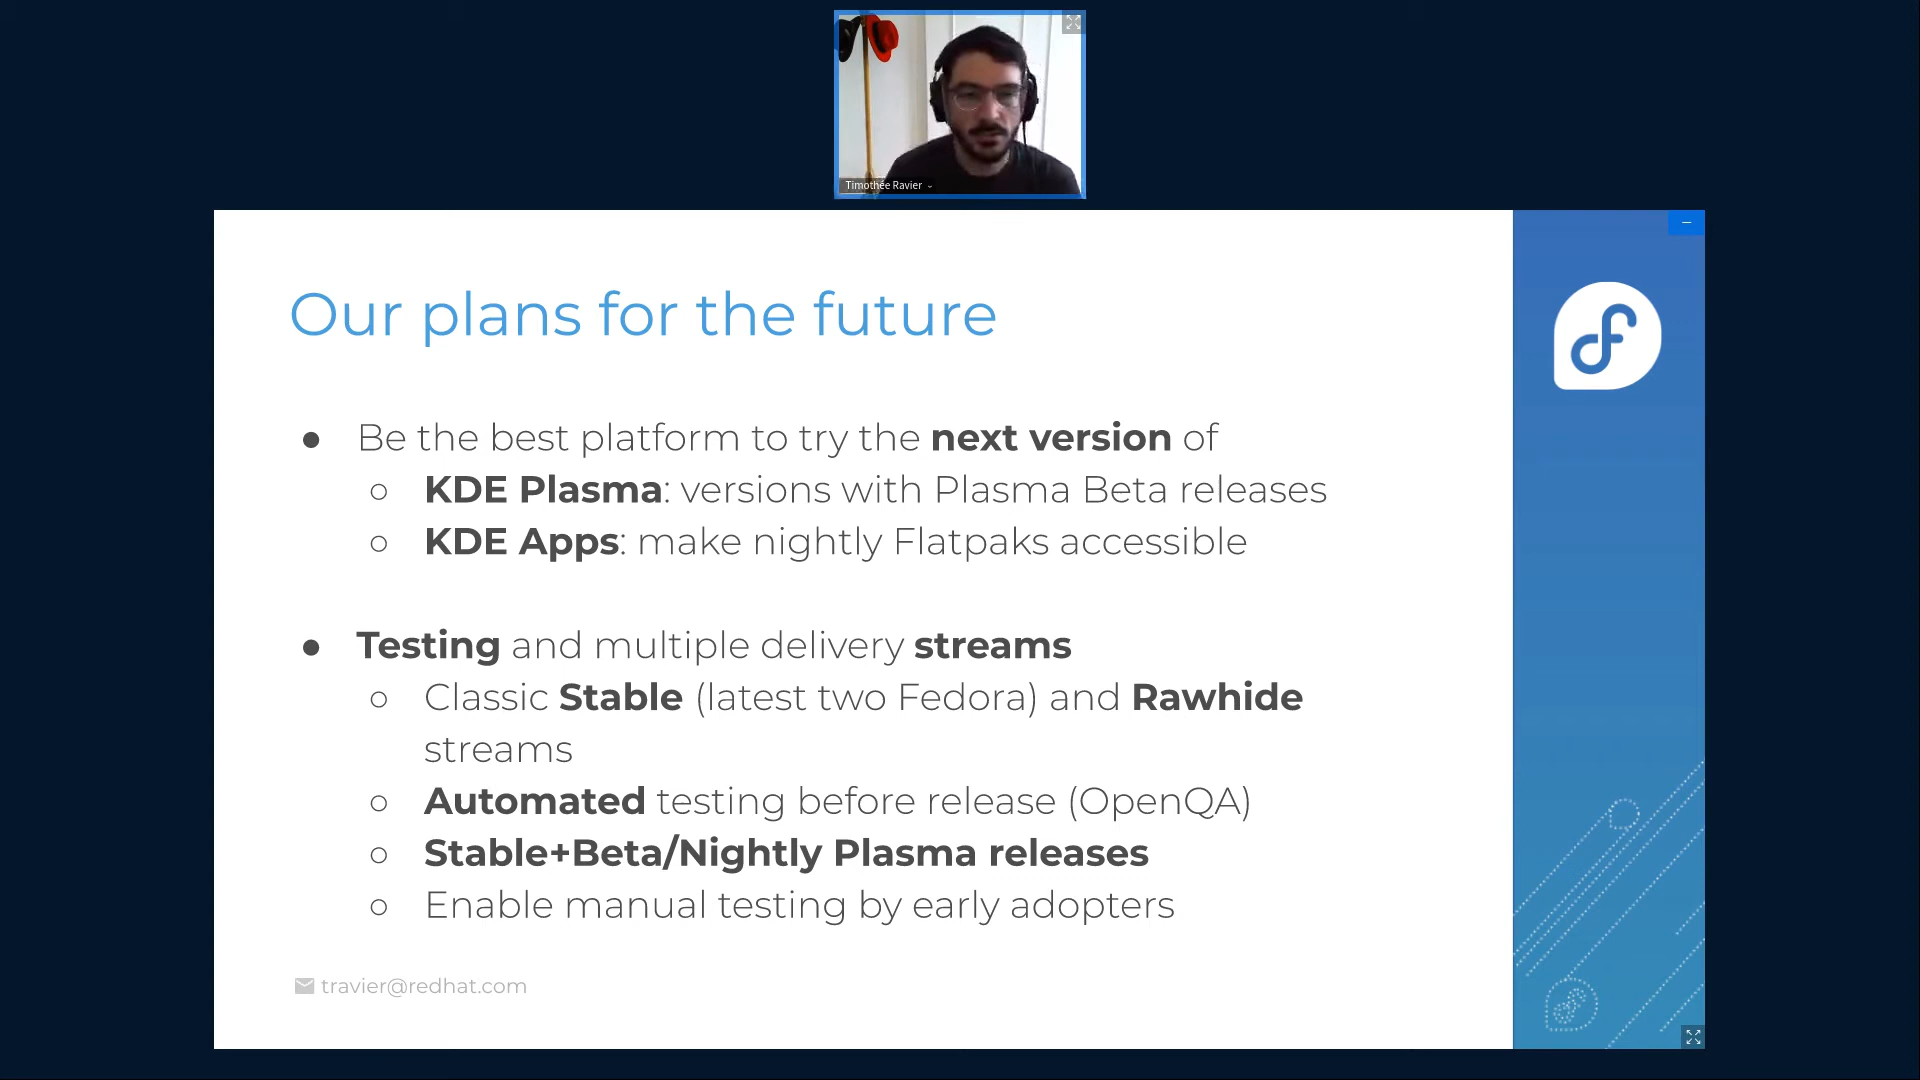 Timothée Ravier
Our plans for the future
● Be the best platform to try the next version of
○ KDE Plasma: versions with Plasma Beta releases
○ KDE Apps: make nightly Flatpaks accessible
● Testing and multiple delivery streams
○ Classic Stable (latest two Fedora) and Rawhide
streams
○ Automated testing before release (OpenQA)
○ Stable+Beta/Nightly Plasma releases
○ Enable manual testing by early adopters
travier@redhat.com